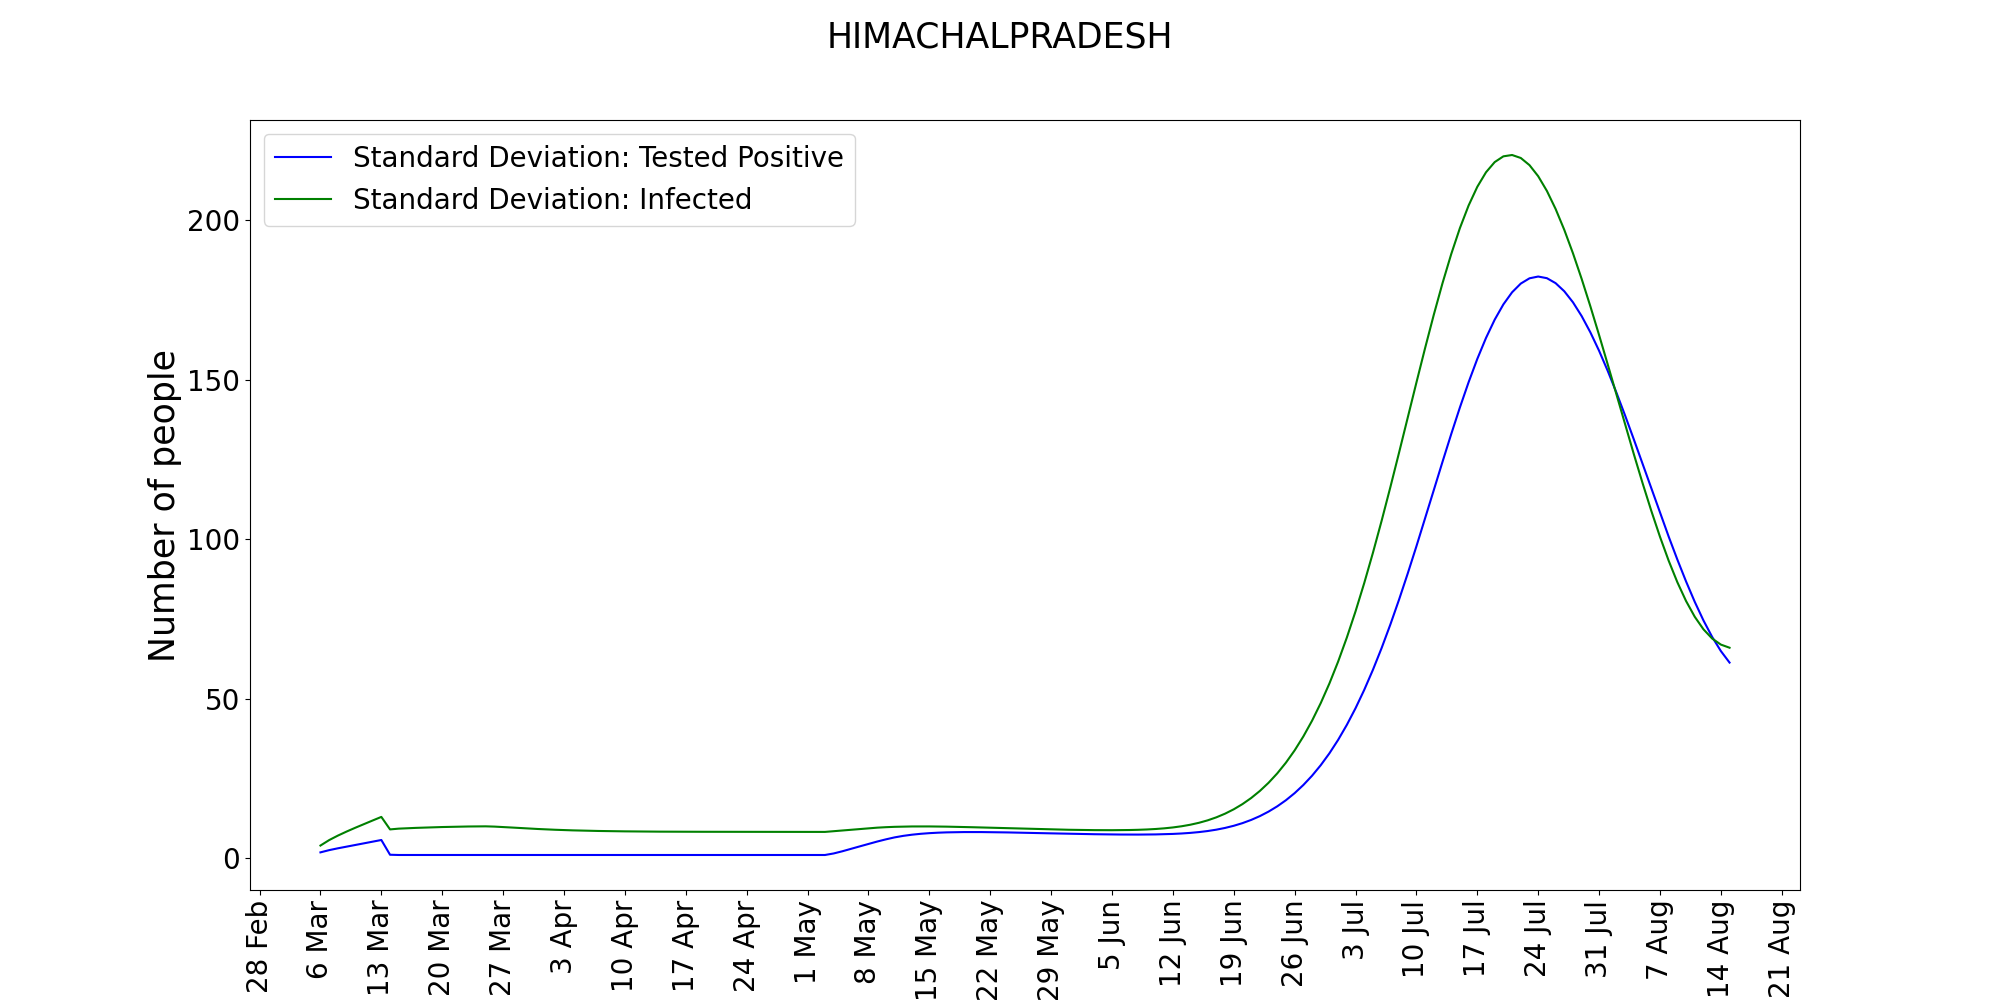 HIMACHALPRADESH
Standard Deviation: Tested Positive
Standard Deviation: Infected
Number of people
200
150
100
50
0
28 Feb
6 Mar
13 Mar
20 Mar
27 Mar
3 Apr
10 Apr
17 Apr
24 Apr
1 May
8 May
15 May
22 May
29 May
5 Jun
12 Jun
19 Jun
26 Jun
3 Jul
10 Jul
17 Jul
24 Jul
31 Jul
7 Aug
14 Aug
21 Aug